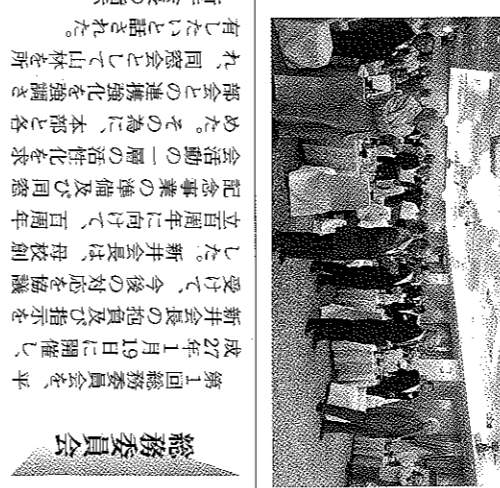 総務委員会
第1回総務委員会を、平
成27年1月19日に開催し、
新井会長の抱負及び指示を
受けて、今後の対応を協議
した。新井会長は、母校創
立百周年に向けて、百周年
記念事業の準備及び同窓
会活動の一層の活性化を求
めた。その為に、本部と各
部会との連携強化を強調さ
れ、同窓会として山林を所
有したいと話された。